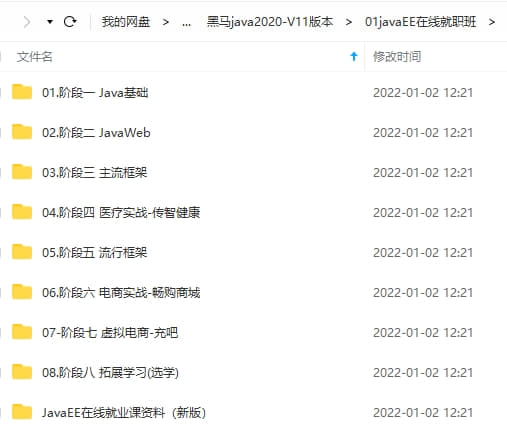 我的网盘 > ... 黑马java2020-V11版本 > 01javaEE在线就职班 >
文件名 修改时间
01.阶段一 Java基础 2022-01-02 12:21
02.阶段二 JavaWeb 2022-01-02 12:21
03.阶段三 主流框架 2022-01-02 12:21
04.阶段四 医疗实战-传智健康 2022-01-02 12:21
05.阶段五 流行框架 2022-01-02 12:21
06.阶段六 电商实战-畅购商城 2022-01-02 12:21
07-阶段七 虚拟电商-充吧 2022-01-02 12:21
08.阶段八 拓展学习(选学) 2022-01-02 12:21
JavaEE在线就业课资料（新版） 2022-01-02 12:21